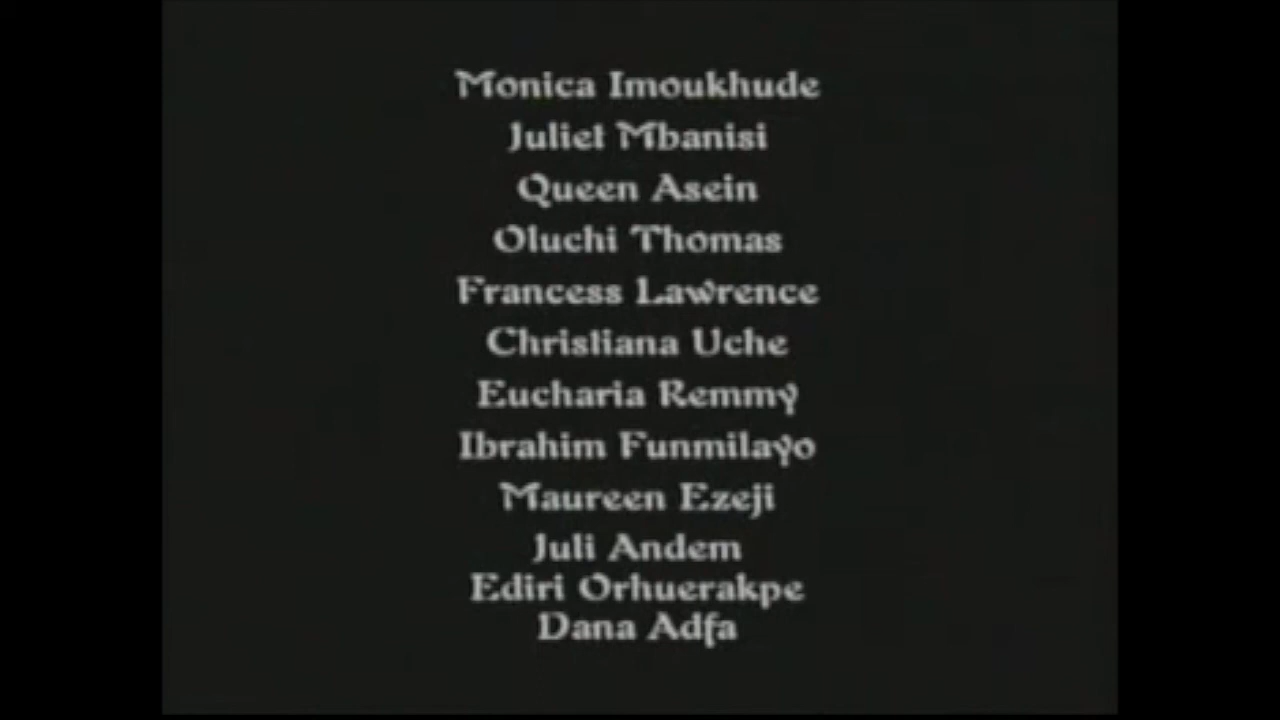 Monica Imoukhude
Juliet Mbanisi
Queen Asein
Oluchi Thomas
Francess Lawrence
Christiana Uche
Eucharia Remmy
Ibrahim Funmilayo
Maureen Ezeji
Juli Andem
Ediri Orhuerakpe
Dana Adfa